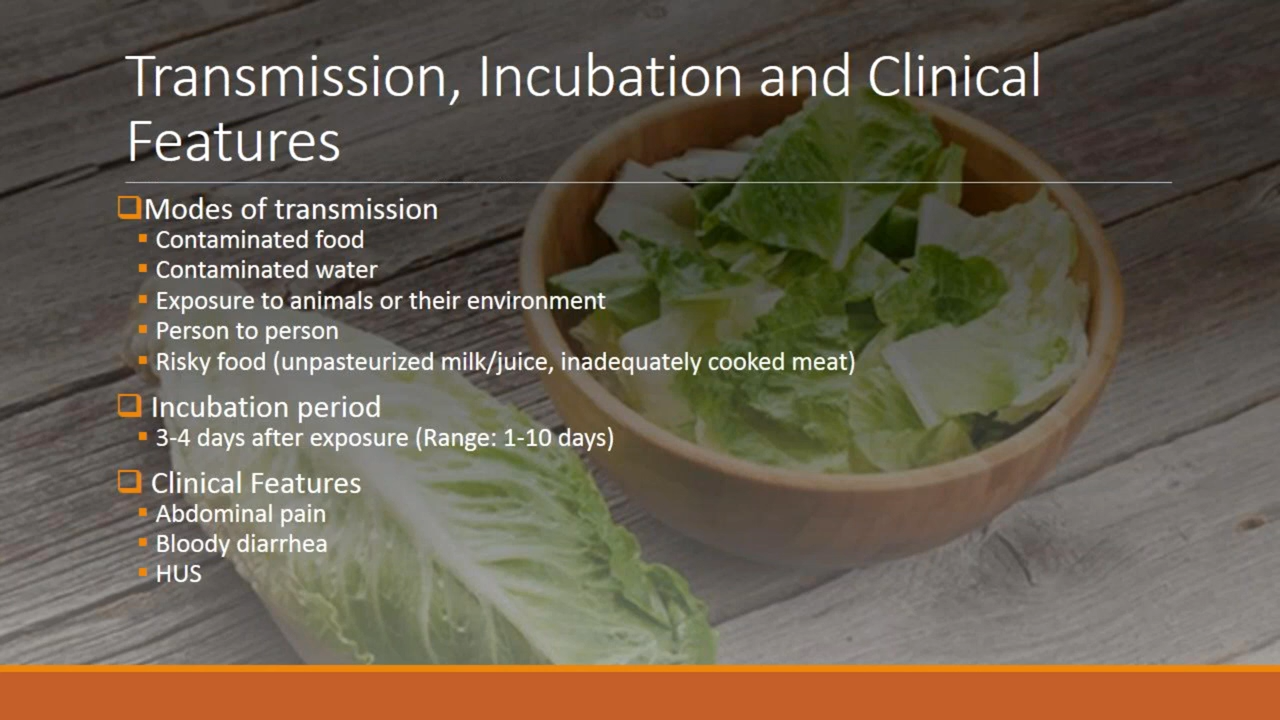 Transmission, Incubation and Clinical
Features
Modes of transmission
Contaminated food
Contaminated water
Exposure to animals or their environment
Person to person
Risky food (unpasteurized milk/juice, inadequately cooked meat)
Incubation period
3-4 days after exposure (Range: 1-10 days)
Clinical Features
Abdominal pain
Bloody diarrhea
HUS